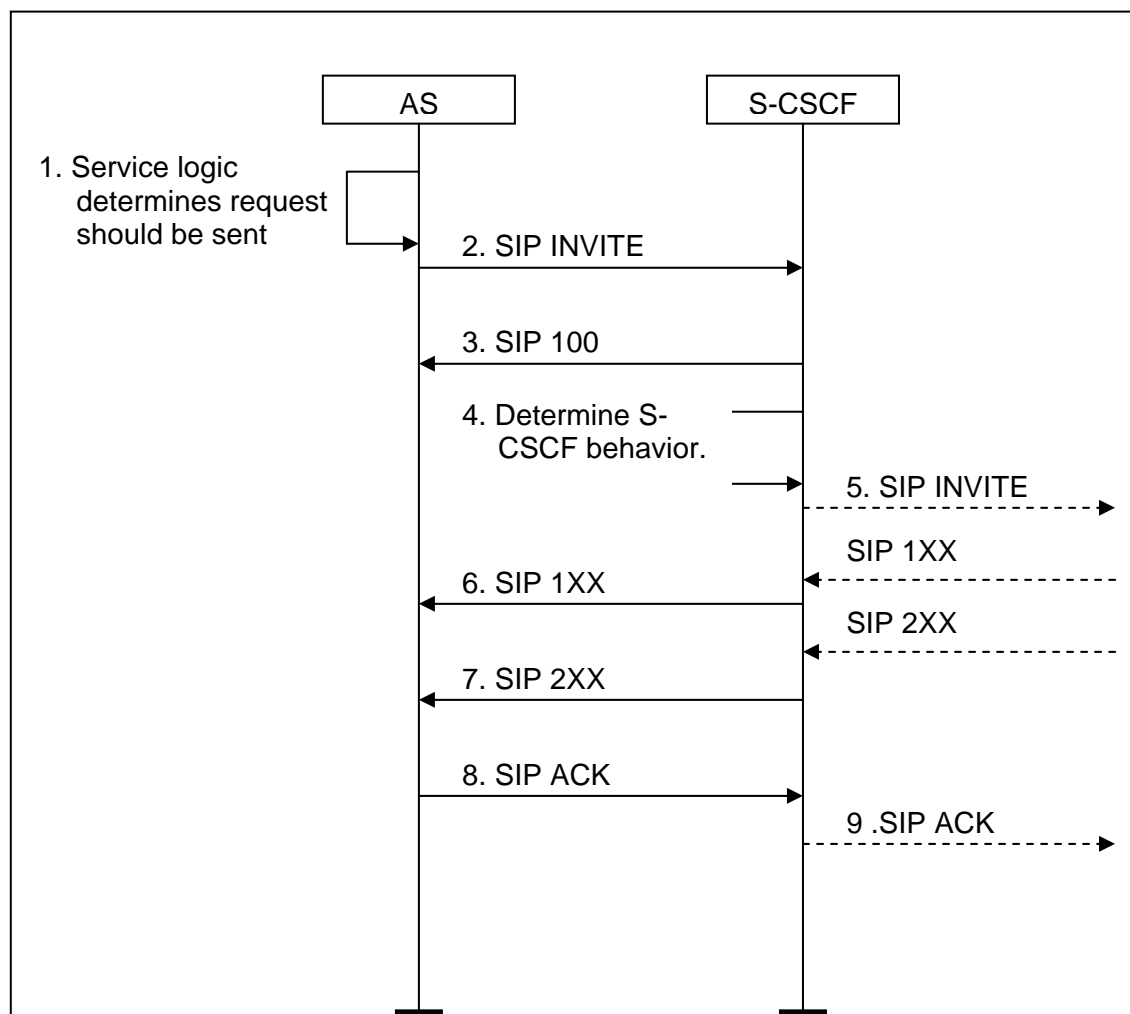 AS
S-CSCF
1. Service logic
determines request
should be sent
2. SIP INVITE
3. SIP 100
4. Determine S-
CSCF behavior.
5. SIP INVITE
SIP 1XX
6. SIP 1XX
SIP 2XX
7. SIP 2XX
8. SIP ACK
9 .SIP ACK